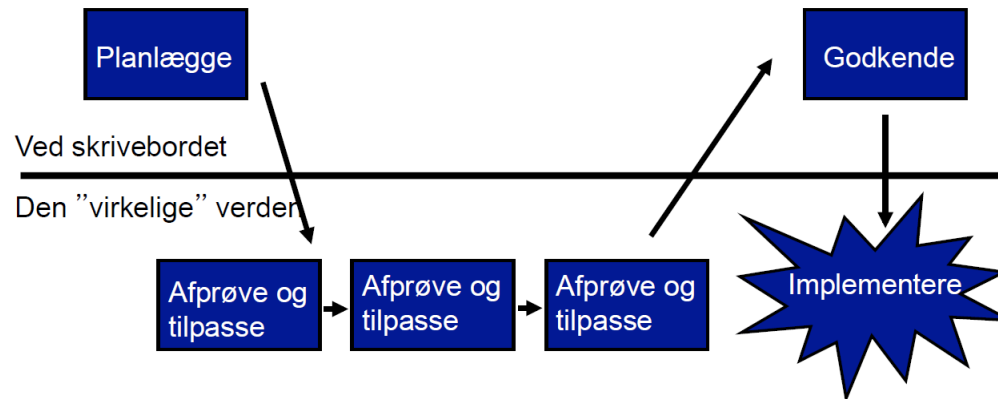 Planlægge
Godkende
Ved skrivebordet
Den ”virkelige” verden
Afprøve og
tilpasse
Afprøve og
tilpasse
Afprøve og
tilpasse
Implementere